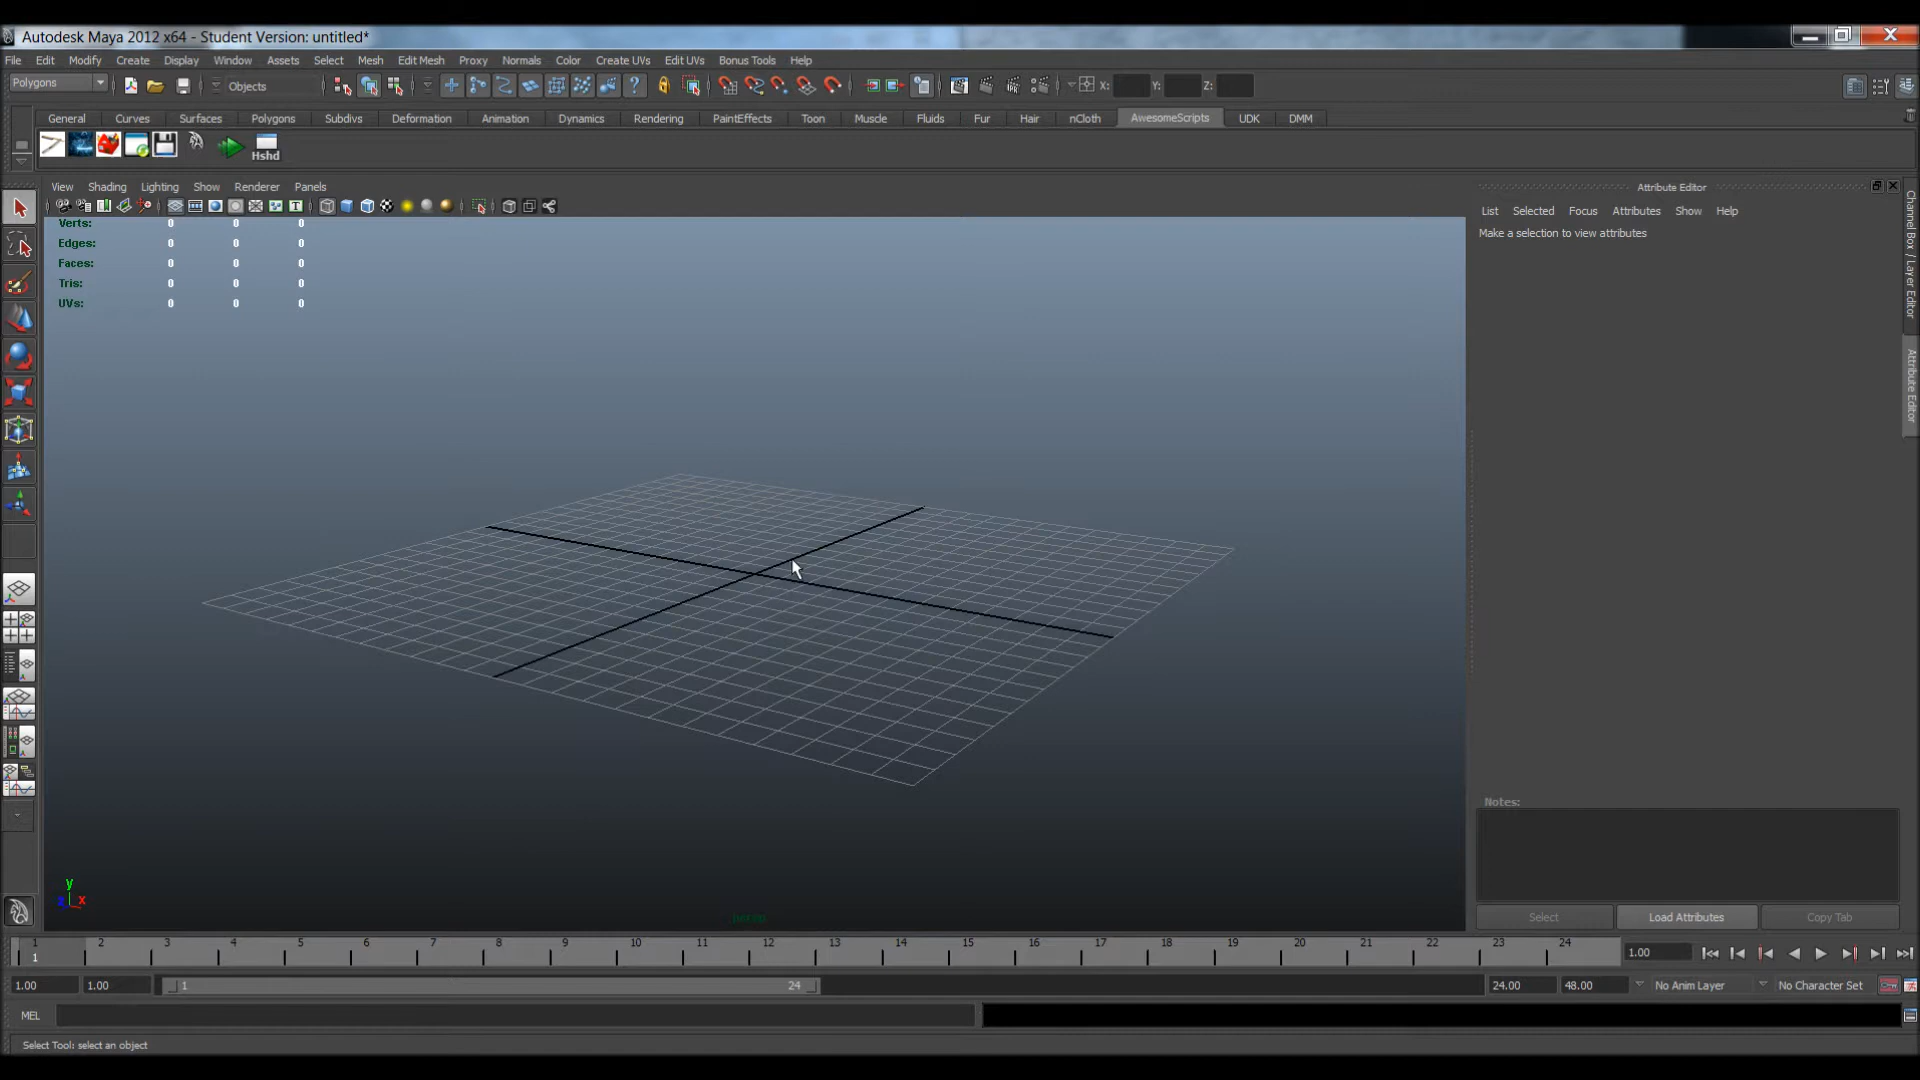 Autodesk Maya 2012 x64 - Student Version: untitled*
File Edit Modify Create Display Window Assets Select Mesh Edit Mesh Proxy Normals Color Create UVs Edit UVs Bonus Tools Help
Polygons Objects X: Y: Z:
General Curves Surfaces Polygons Subdivs Deformation Animation Dynamics Rendering PaintEffects Toon Muscle Fluids Fur Hair nCloth AwesomeScripts UDK DMM
Hshd
View Shading Lighting Show Renderer Panels
Attribute Editor
List Selected Focus Attributes Show Help
Make a selection to view attributes
Channel Box / Layer Editor
Attribute Editor
Verts: 0 0 0
Edges: 0 0 0
Faces: 0 0 0
Tris: 0 0 0
UVs: 0 0 0
Notes:
y
z x
persp
Select Load Attributes Copy Tab
1 2 3 4 5 6 7 8 9 10 11 12 13 14 15 16 17 18 19 20 21 22 23 24
1 1.00
1.00 1.00 1 24 24.00 48.00 No Anim Layer No Character Set
MEL
Select Tool: select an object